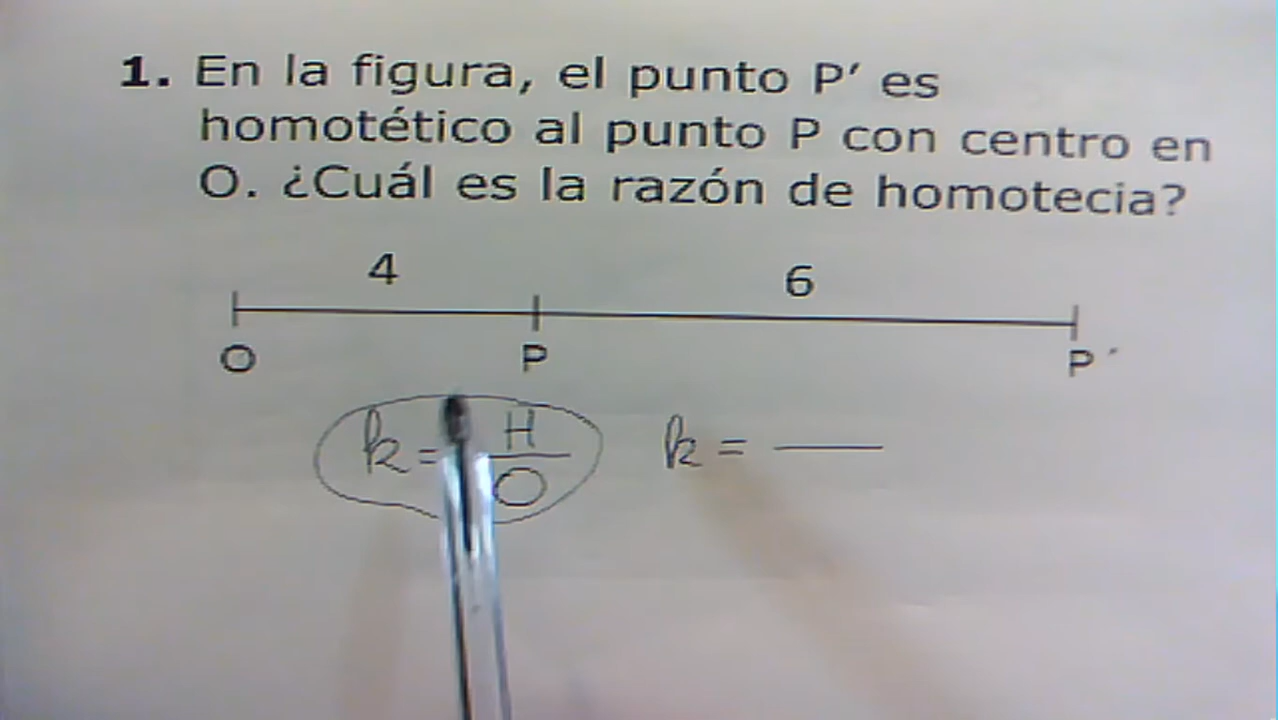 1. En la figura, el punto P′ es
homotético al punto P con centro en
O. ¿Cuál es la razón de homotecia?
4 6
O P P´
k = H/O k = —